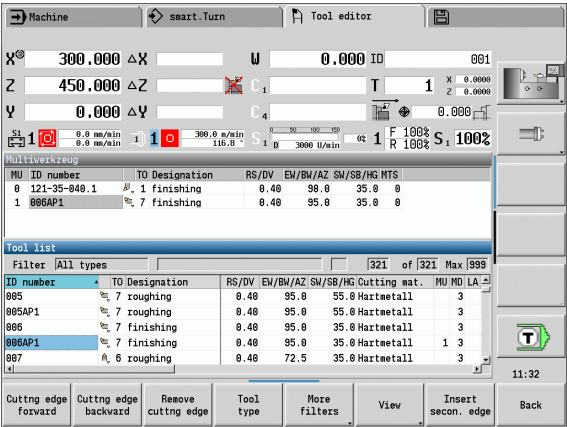 Machine
smart.Turn
Tool editor
X 300.000 ΔX W 0.000 ID 001
Z 450.000 ΔZ C 1 T 1 X 0.0000
Z 0.0000
Y 0.000 ΔY C 4 0.000
S1 1 0.0 mm/min
0.0 mm/min
1 1 300.0 m/min
116.8 °
S 1 0 50 100 150 0%
D 3000 U/min
1 F 100%
R 100%
S1 100%
Multiwerkzeug
MU ID number TO Designation RS/DV EW/BW/AZ SW/SB/HG MTS
0 121-35-040.1 1 finishing 0.40 98.0 35.0 0
1 006AP1 7 finishing 0.40 95.0 35.0 0
Tool list
Filter All types 321 of 321 Max 999
ID number TO Designation RS/DV EW/BW/AZ SW/SB/HG Cutting mat. MU MD LA
005 7 roughing 0.40 95.0 55.0 Hartmetall 3
005AP1 7 roughing 0.40 95.0 55.0 Hartmetall 3
006 7 finishing 0.40 95.0 35.0 Hartmetall 3
006AP1 7 finishing 0.40 95.0 35.0 Hartmetall 1 3
007 6 roughing 0.40 72.5 35.0 Hartmetall 3
T
11:32
Cuttng edge forward
Cuttng edge backward
Remove cuttng edge
Tool type
More filters
View
Insert secon. edge
Back